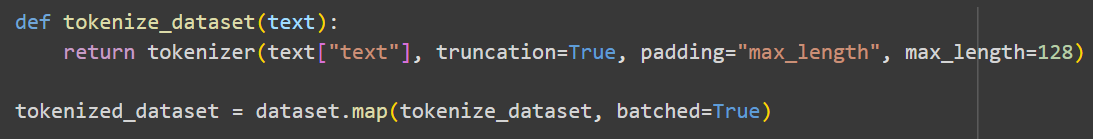 def tokenize_dataset(text):
    return tokenizer(text["text"], truncation=True, padding="max_length", max_length=128)
tokenized_dataset = dataset.map(tokenize_dataset, batched=True)